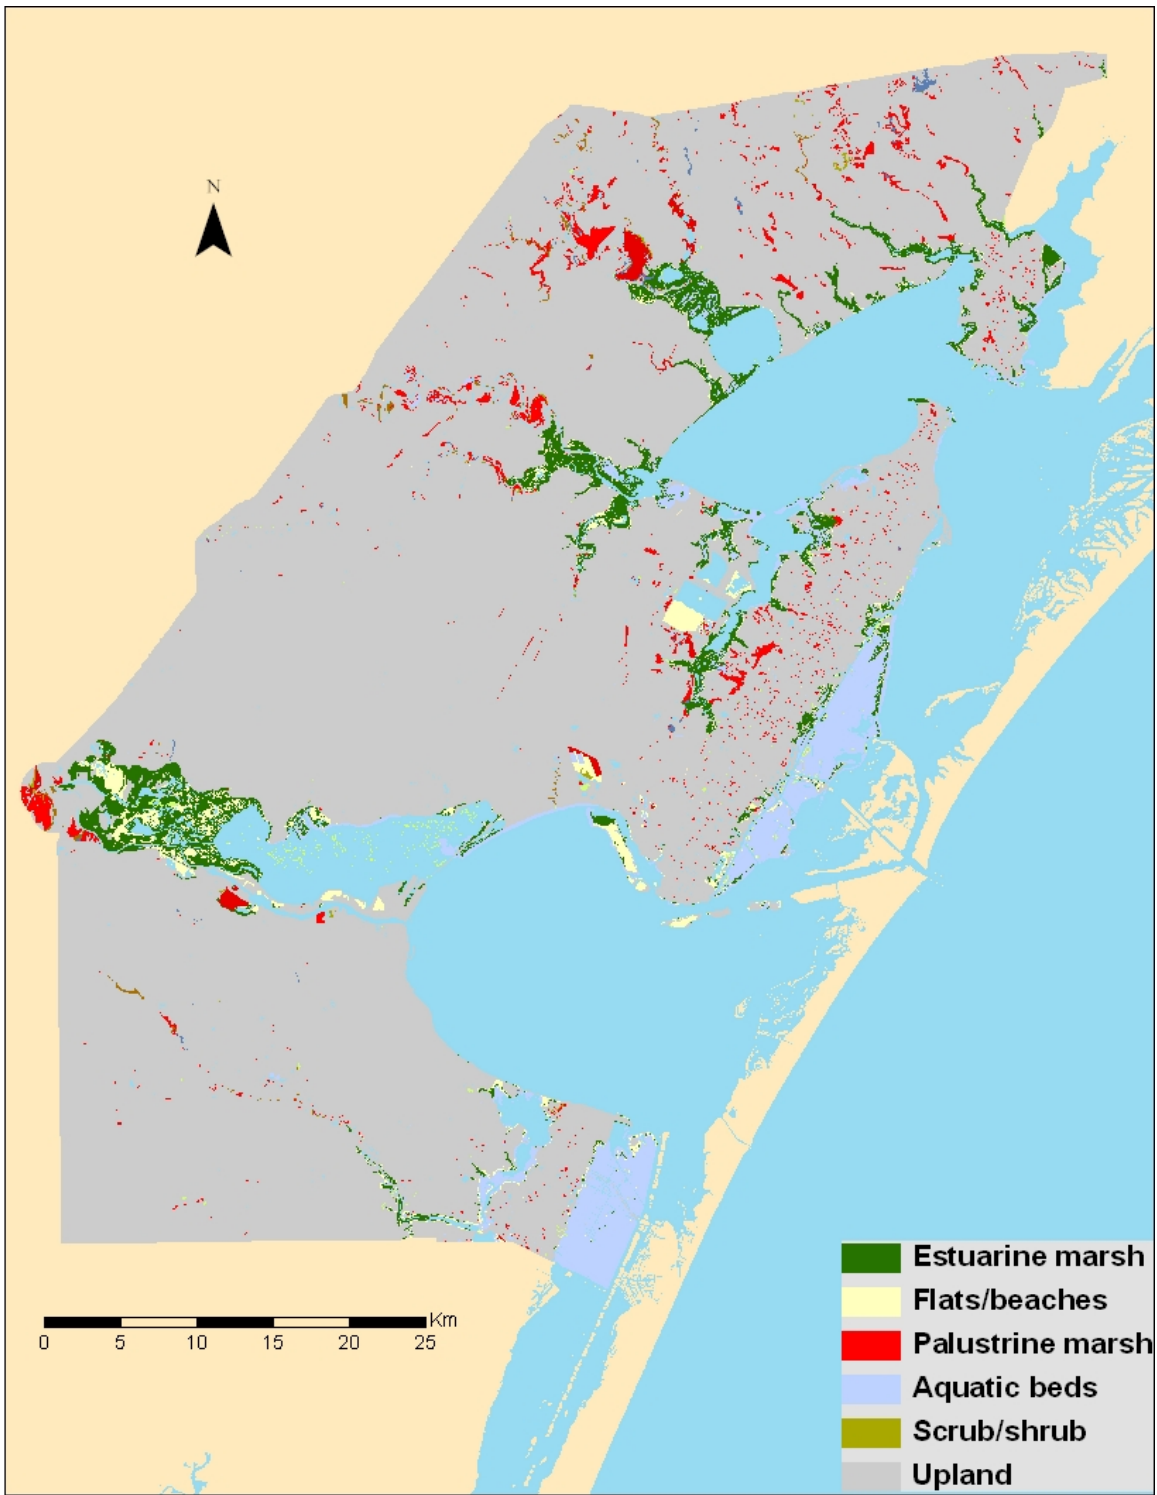 N
Km
0 5 10 15 20 25
Estuarine marsh
Flats/beaches
Palustrine marsh
Aquatic beds
Scrub/shrub
Upland